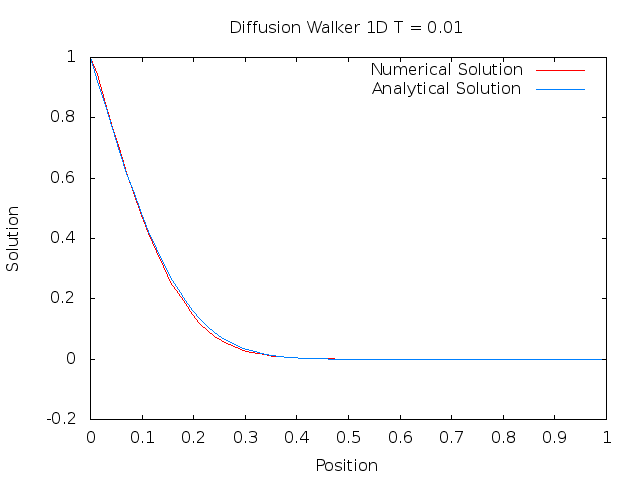 Diffusion Walker 1D T = 0.01
Numerical Solution
Analytical Solution
1
0.8
0.6
0.4
0.2
0
-0.2
Solution
0 0.1 0.2 0.3 0.4 0.5 0.6 0.7 0.8 0.9 1
Position